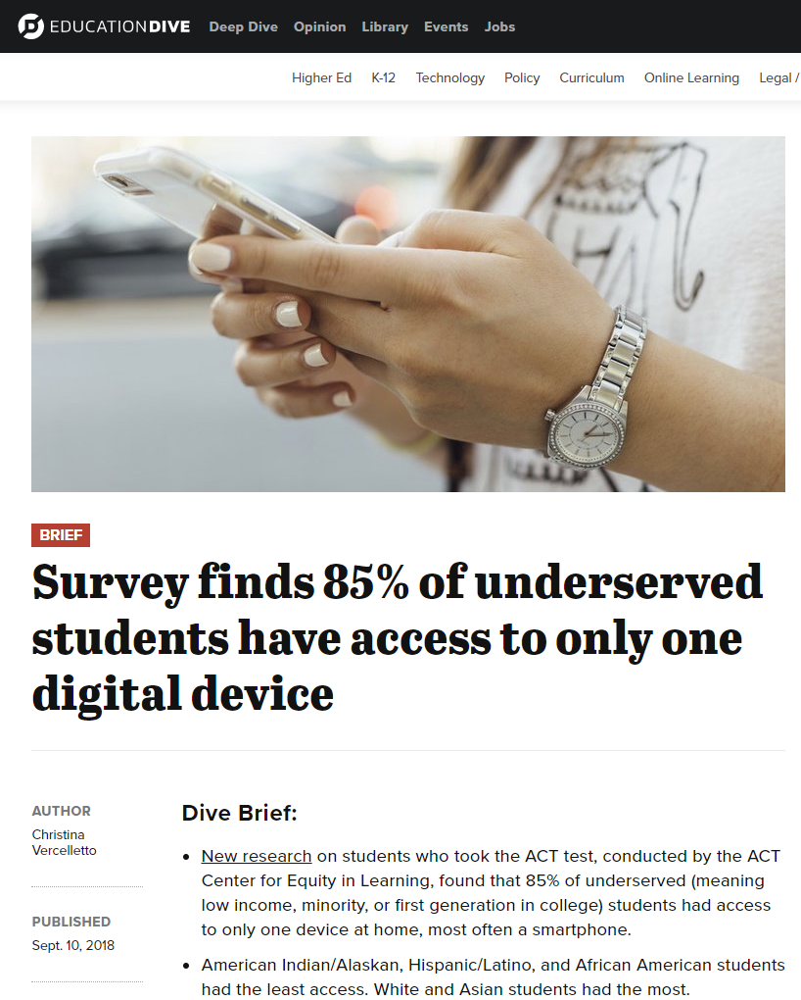 EDUCATIONDIVE Deep Dive Opinion Library Events Jobs
Higher Ed K-12 Technology Policy Curriculum Online Learning Legal /
BRIEF
Survey finds 85% of underserved
students have access to only one
digital device
AUTHOR
Christina
Vercelletto
PUBLISHED
Sept. 10, 2018
Dive Brief:
New research on students who took the ACT test, conducted by the ACT
Center for Equity in Learning, found that 85% of underserved (meaning
low income, minority, or first generation in college) students had access
to only one device at home, most often a smartphone.
American Indian/Alaskan, Hispanic/Latino, and African American students
had the least access. White and Asian students had the most.